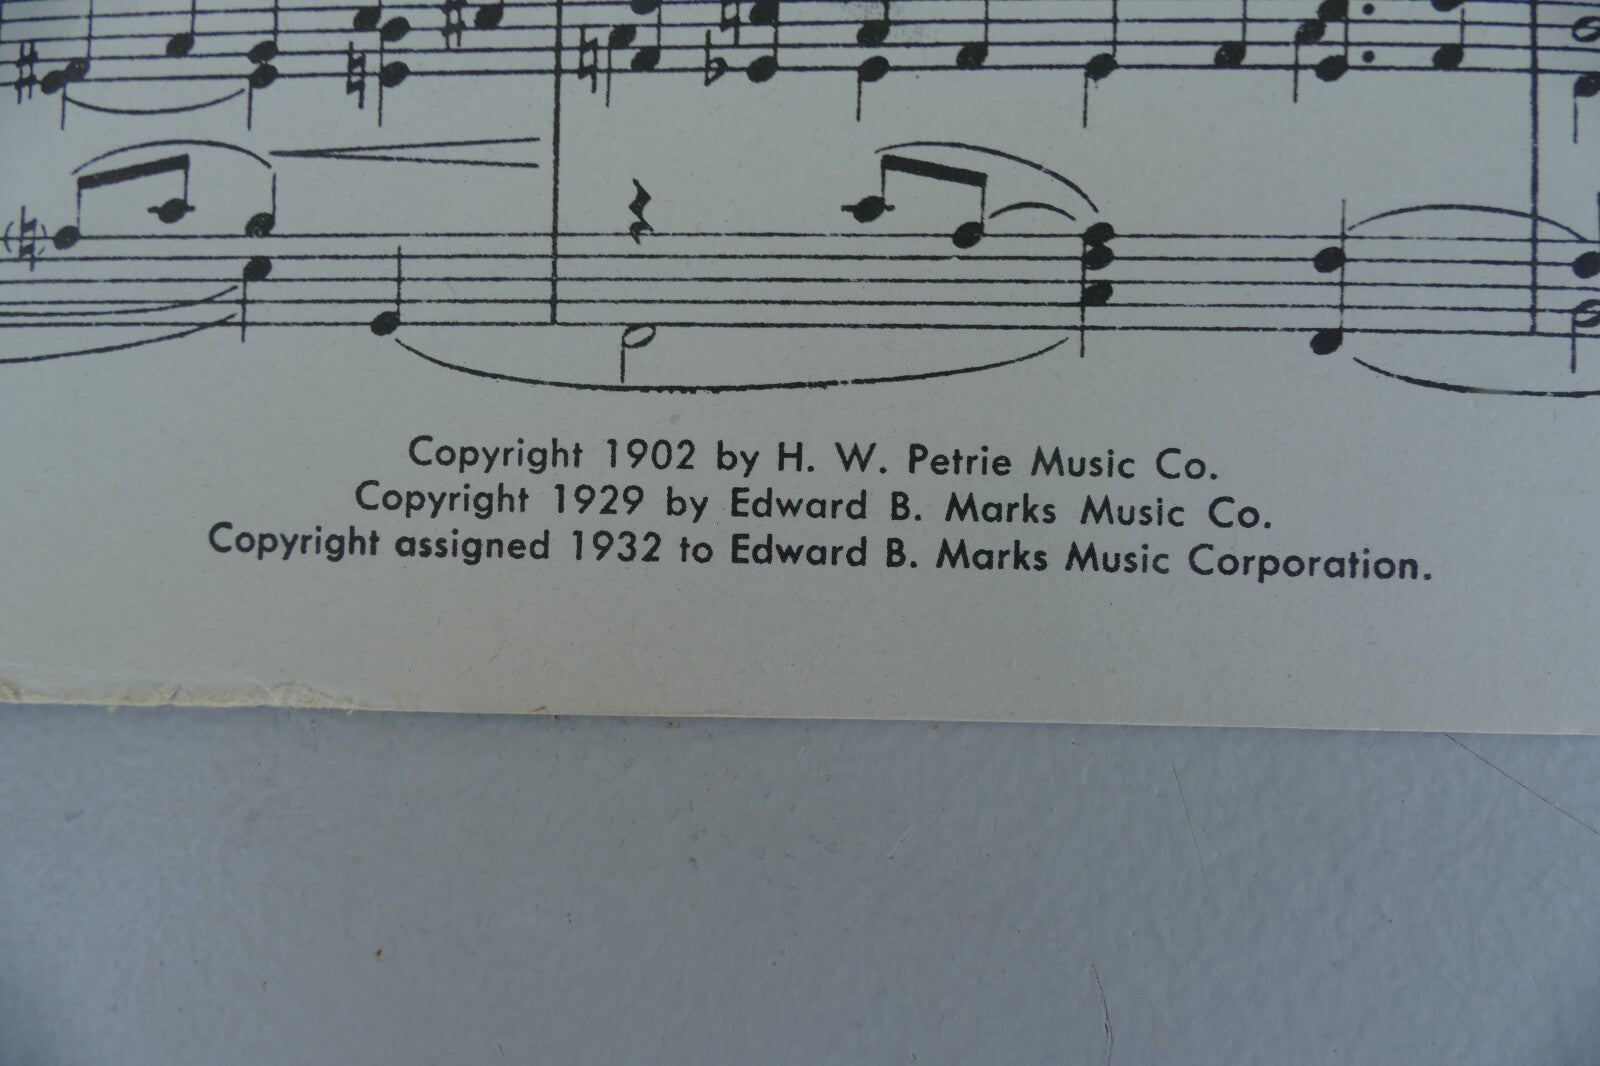 Copyright 1902 by H. W. Petrie Music Co.
Copyright 1929 by Edward B. Marks Music Co.
Copyright assigned 1932 to Edward B. Marks Music Corporation.